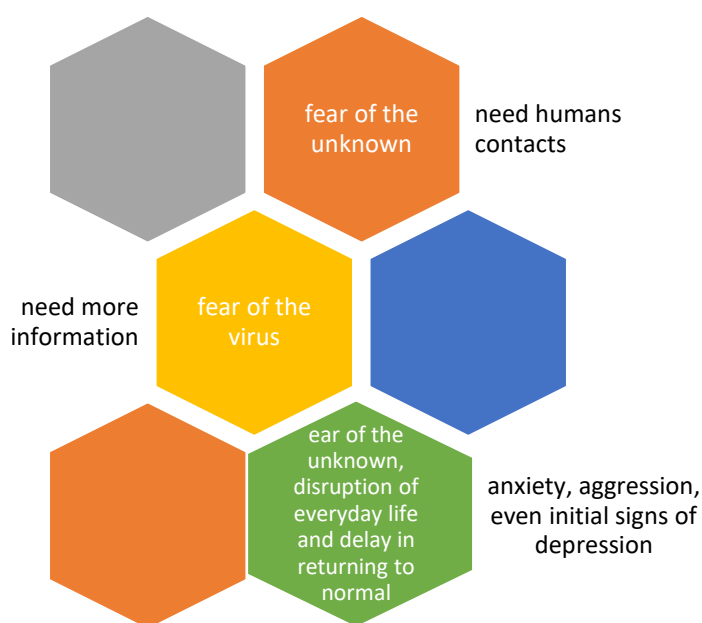 fear of the
unknown
need humans
contacts
need more
information
fear of the
virus
ear of the
unknown,
disruption of
everyday life
and delay in
returning to
normal
anxiety, aggression,
even initial signs of
depression